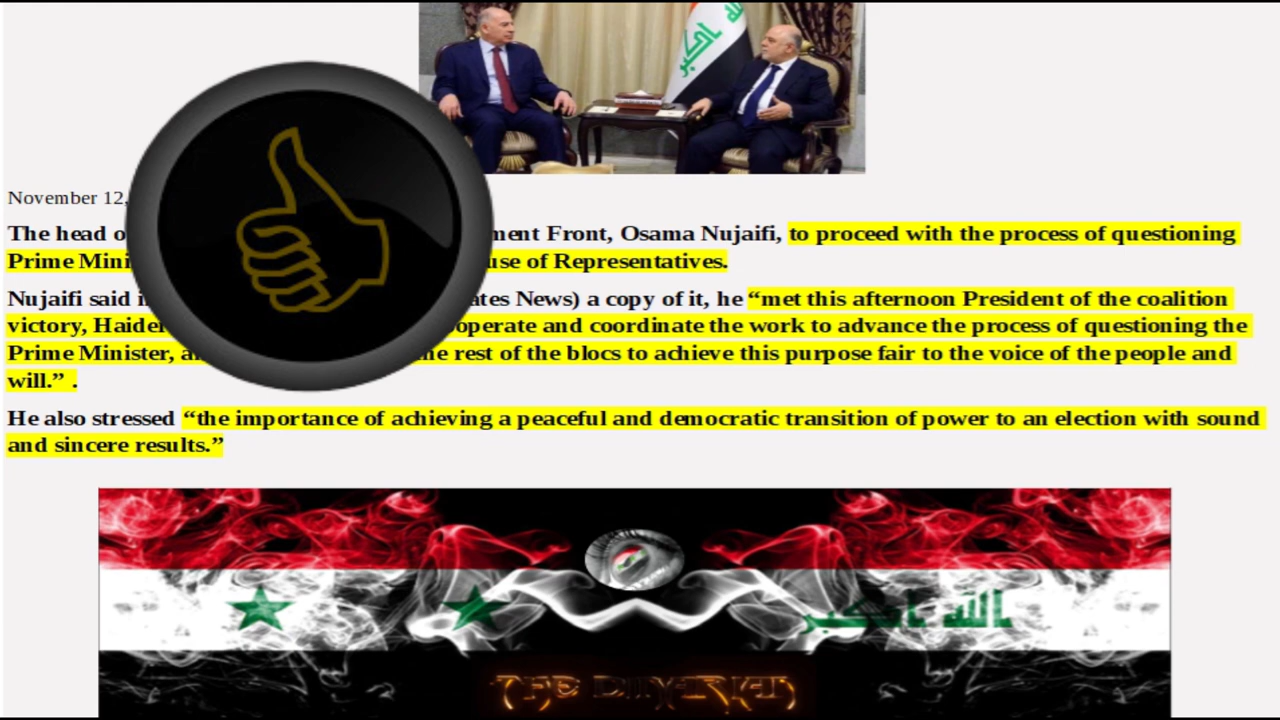 November 12,
The head o ment Front, Osama Nujaifi, to proceed with the process of questioning
Prime Mini use of Representatives.
Nujaifi said i ates News) a copy of it, he “met this afternoon President of the coalition
victory, Haider operate and coordinate the work to advance the process of questioning the
Prime Minister, a he rest of the blocs to achieve this purpose fair to the voice of the people and
will.” .
He also stressed “the importance of achieving a peaceful and democratic transition of power to an election with sound
and sincere results.”
الله اكبر
THE DINARIAN